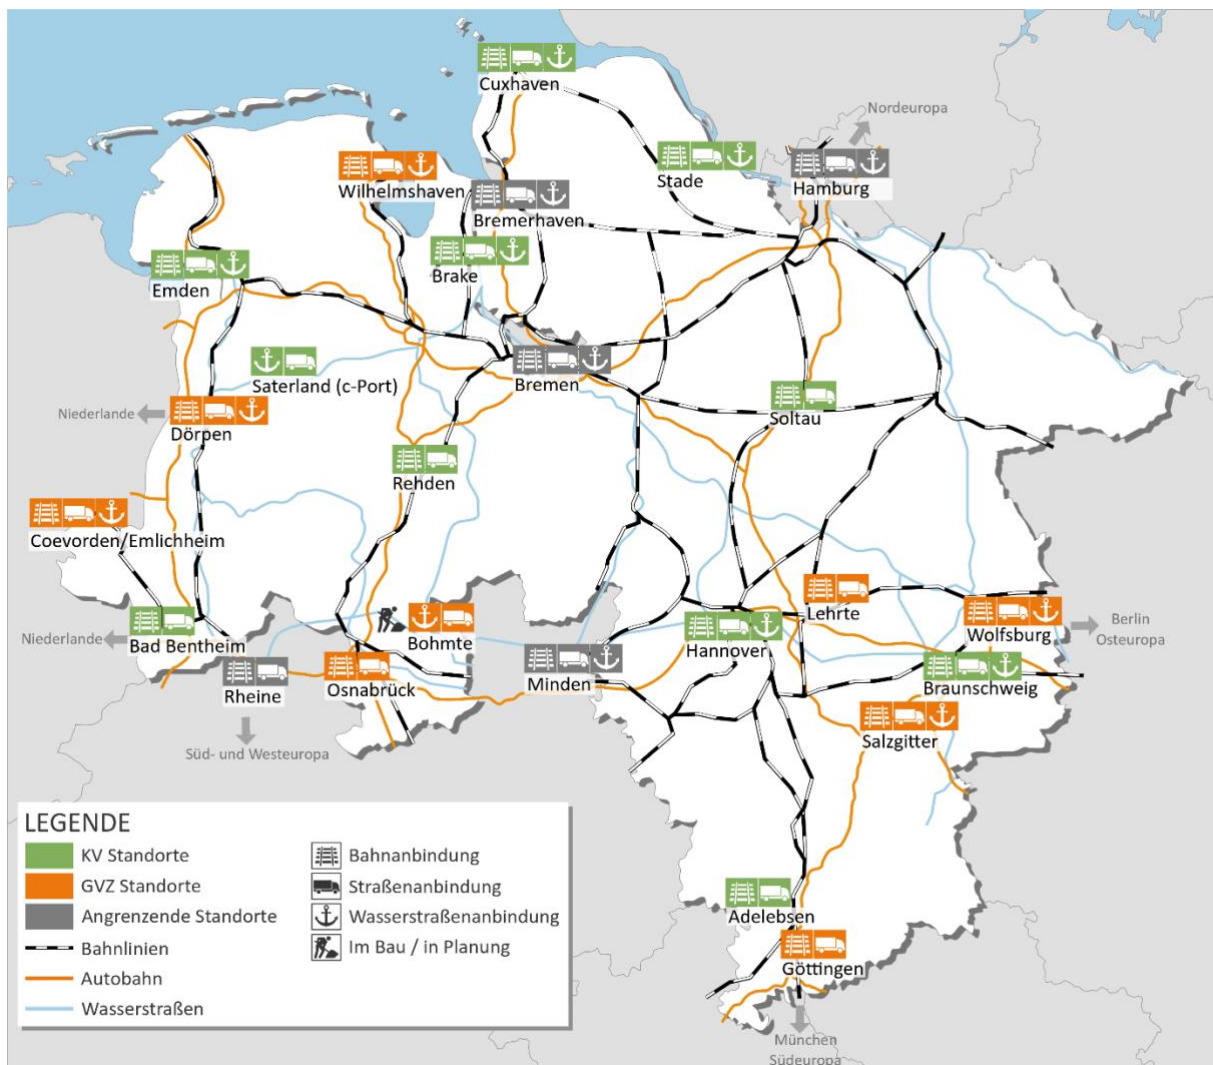 Cuxhaven
Nordeuropa
Stade
Hamburg
Wilhelmshaven
Bremerhaven
Brake
Emden
Bremen
Saterland (c-Port)
Soltau
Niederlande
Dörpen
Rehden
Coevorden/Emlichheim
Lehrte
Wolfsburg
Berlin
Osteuropa
Niederlande
Bad Bentheim
Bohmte
Hannover
Rheine
Osnabrück
Minden
Braunschweig
Salzgitter
Süd- und Westeuropa
LEGENDE
KV Standorte
GVZ Standorte
Angrenzende Standorte
Bahnlinien
Autobahn
Wasserstraßen
Bahnanbindung
Straßenanbindung
Wasserstraßenanbindung
Im Bau / in Planung
Adelebsen
Göttingen
München
Südeuropa